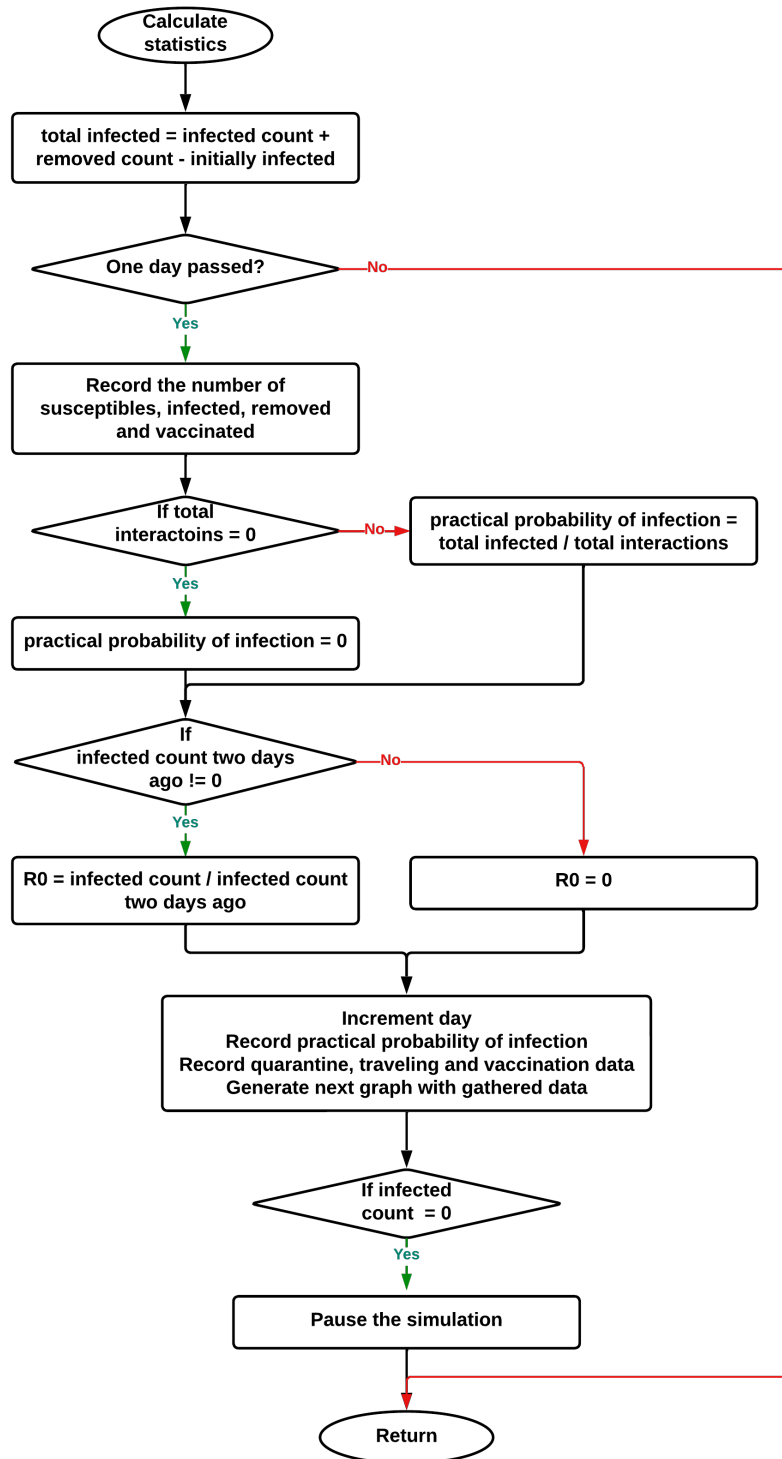 Calculate
statistics
total infected = infected count +
removed count - initially infected
One day passed?
No
Yes
Record the number of
susceptibles, infected, removed
and vaccinated
If total
interactoins = 0
No
practical probability of infection =
total infected / total interactions
Yes
practical probability of infection = 0
If
infected count two days
ago != 0
No
Yes
R0 = infected count / infected count
two days ago
R0 = 0
Increment day
Record practical probability of infection
Record quarantine, traveling and vaccination data
Generate next graph with gathered data
If infected
count = 0
Yes
Pause the simulation
Return